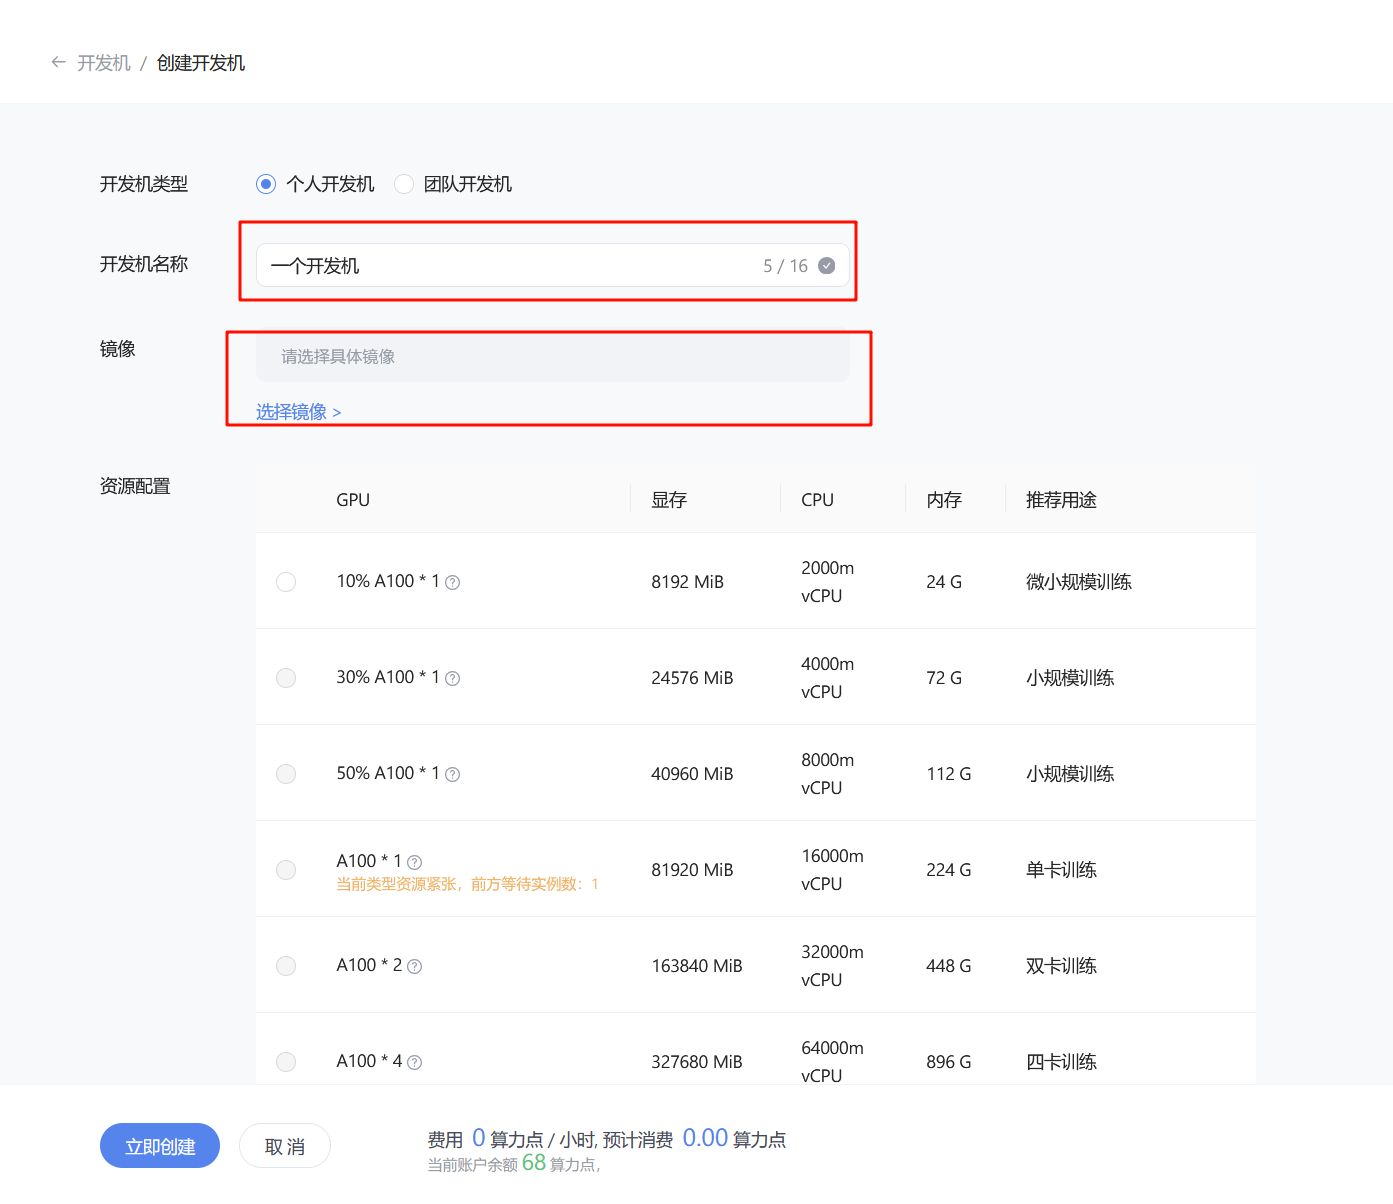 ← 开发机 / 创建开发机
开发机类型 个人开发机 团队开发机
开发机名称 一个开发机 5 / 16
镜像 请选择具体镜像
选择镜像 >
资源配置 GPU 显存 CPU 内存 推荐用途
10% A100 * 1 8192 MiB 2000m vCPU 24 G 微小规模训练
30% A100 * 1 24576 MiB 4000m vCPU 72 G 小规模训练
50% A100 * 1 40960 MiB 8000m vCPU 112 G 小规模训练
A100 * 1 81920 MiB 16000m vCPU 224 G 单卡训练
当前类型资源紧张，前方等待实例数：1
A100 * 2 163840 MiB 32000m vCPU 448 G 双卡训练
A100 * 4 327680 MiB 64000m vCPU 896 G 四卡训练
立即创建 取 消 费用 0 算力点 / 小时, 预计消费 0.00 算力点
当前账户余额 68 算力点,